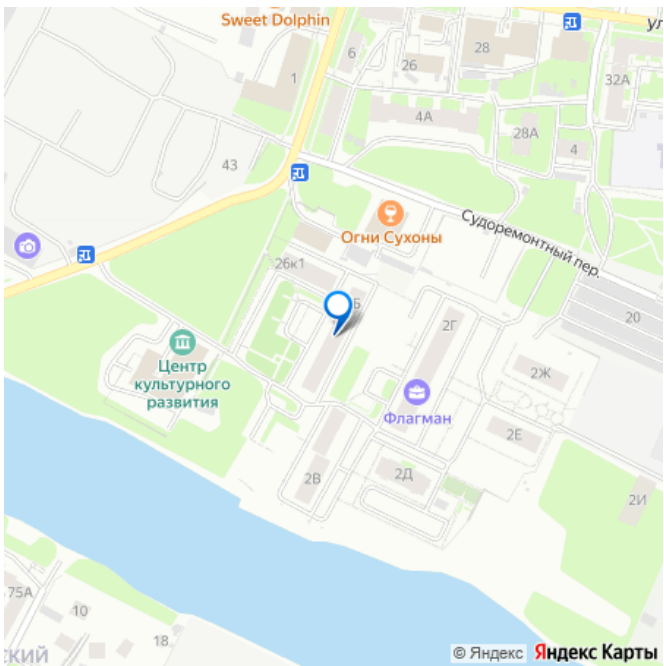 Sweet Dolphin
ул
6
28
26
1
32А
4А
28А
4
43
Судоремонтный пер.
Огни Сухоны
26к1
Б
2Г
20
2Ж
Центр
культурного
развития
Флагман
2Е
2В
2Д
2И
75А
10
18
ский
© Яндекс Яндекс Карты